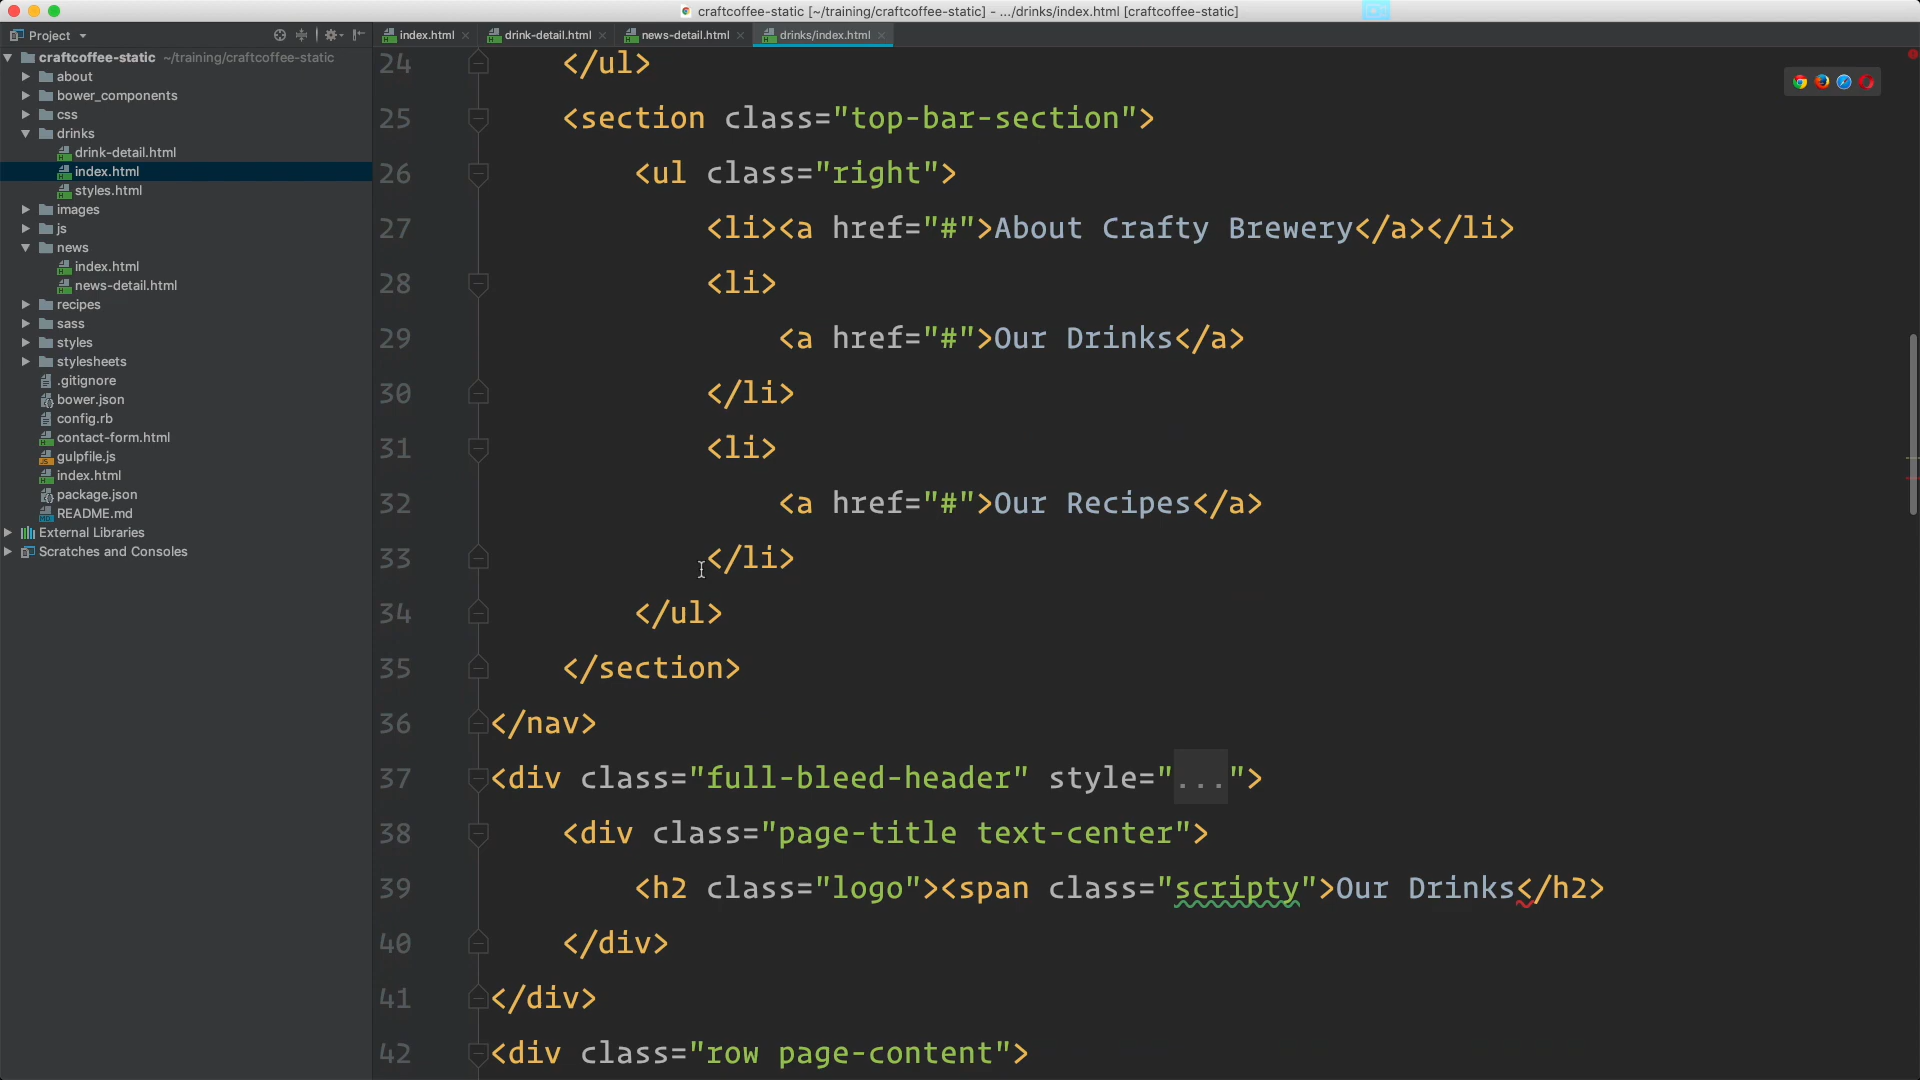 craftcoffee-static [~/training/craftcoffee-static] - .../drinks/index.html [craftcoffee-static]
Project
index.html
drink-detail.html
news-detail.html
drinks/index.html
craftcoffee-static ~/training/craftcoffee-static
about
bower_components
css
drinks
drink-detail.html
index.html
styles.html
images
js
news
index.html
news-detail.html
recipes
sass
styles
stylesheets
.gitignore
bower.json
config.rb
contact-form.html
gulpfile.js
index.html
package.json
README.md
External Libraries
Scratches and Consoles
24 </ul>
25 <section class="top-bar-section">
26 <ul class="right">
27 <li><a href="#">About Crafty Brewery</a></li>
28 <li>
29 <a href="#">Our Drinks</a>
30 </li>
31 <li>
32 <a href="#">Our Recipes</a>
33 </li>
34 </ul>
35 </section>
36 </nav>
37 <div class="full-bleed-header" style="...">
38 <div class="page-title text-center">
39 <h2 class="logo"><span class="scripty">Our Drinks</h2>
40 </div>
41 </div>
42 <div class="row page-content">